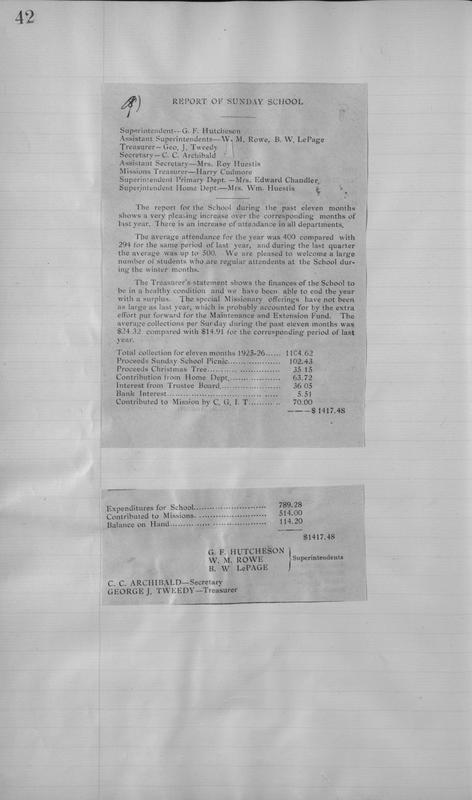 42
REPORT OF SUNDAY SCHOOL
Superintendent--G. F. Hutcheson
Assistant Superintendents—W. M. Rowe, B. W. LePage
Treasurer—Geo. J. Tweedy
Secretary—C. C. Archibald
Assistant Secretary—Mrs. Roy Huestis
Missions Treasurer—Harry Cudmore
Superintendent Primary Dept.—Mrs. Edward Chandler,
Superintendent Home Dept.—Mrs. Wm. Huestis
The report for the School during the past eleven months
shows a very pleasing increase over the corresponding months of
last year. There is an increase of attendance in all departments.
The average attendance for the year was 400 compared with
294 for the same period of last year, and during the last quarter
the average was up to 500. We are pleased to welcome a large
number of students who are regular attendents at the School dur-
ing the winter months.
The Treasurer's statement shows the finances of the School to
be in a healthy condition and we have been able to end the year
with a surplus. The special Missionary offerings have not been
as large as last year, which is probably accounted for by the extra
effort put forward for the Maintenance and Extension Fund. The
average collections per Sunday during the past eleven months was
$24.32 compared with $14.91 for the corresponding period of last
year.
Total collection for eleven months 1925-26...... 1104.62
Proceeds Sunday School Picnic.................... 102.43
Proceeds Christmas Tree......................... 35 15
Contribution from Home Dept................... 63.72
Interest from Trustee Board..................... 36 05
Bank Interest................................... 5.51
Contributed to Mission by C. G. I. T........... 70.00
———$ 1417.48
Expenditures for School......................... 789.28
Contributed to Missions......................... 514.00
Balance on Hand................................ 114.20
$1417.48
G. F. HUTCHESON
W. M. ROWE } Superintendents
B. W LePAGE
C. C. ARCHIBALD—Secretary
GEORGE J. TWEEDY—Treasurer